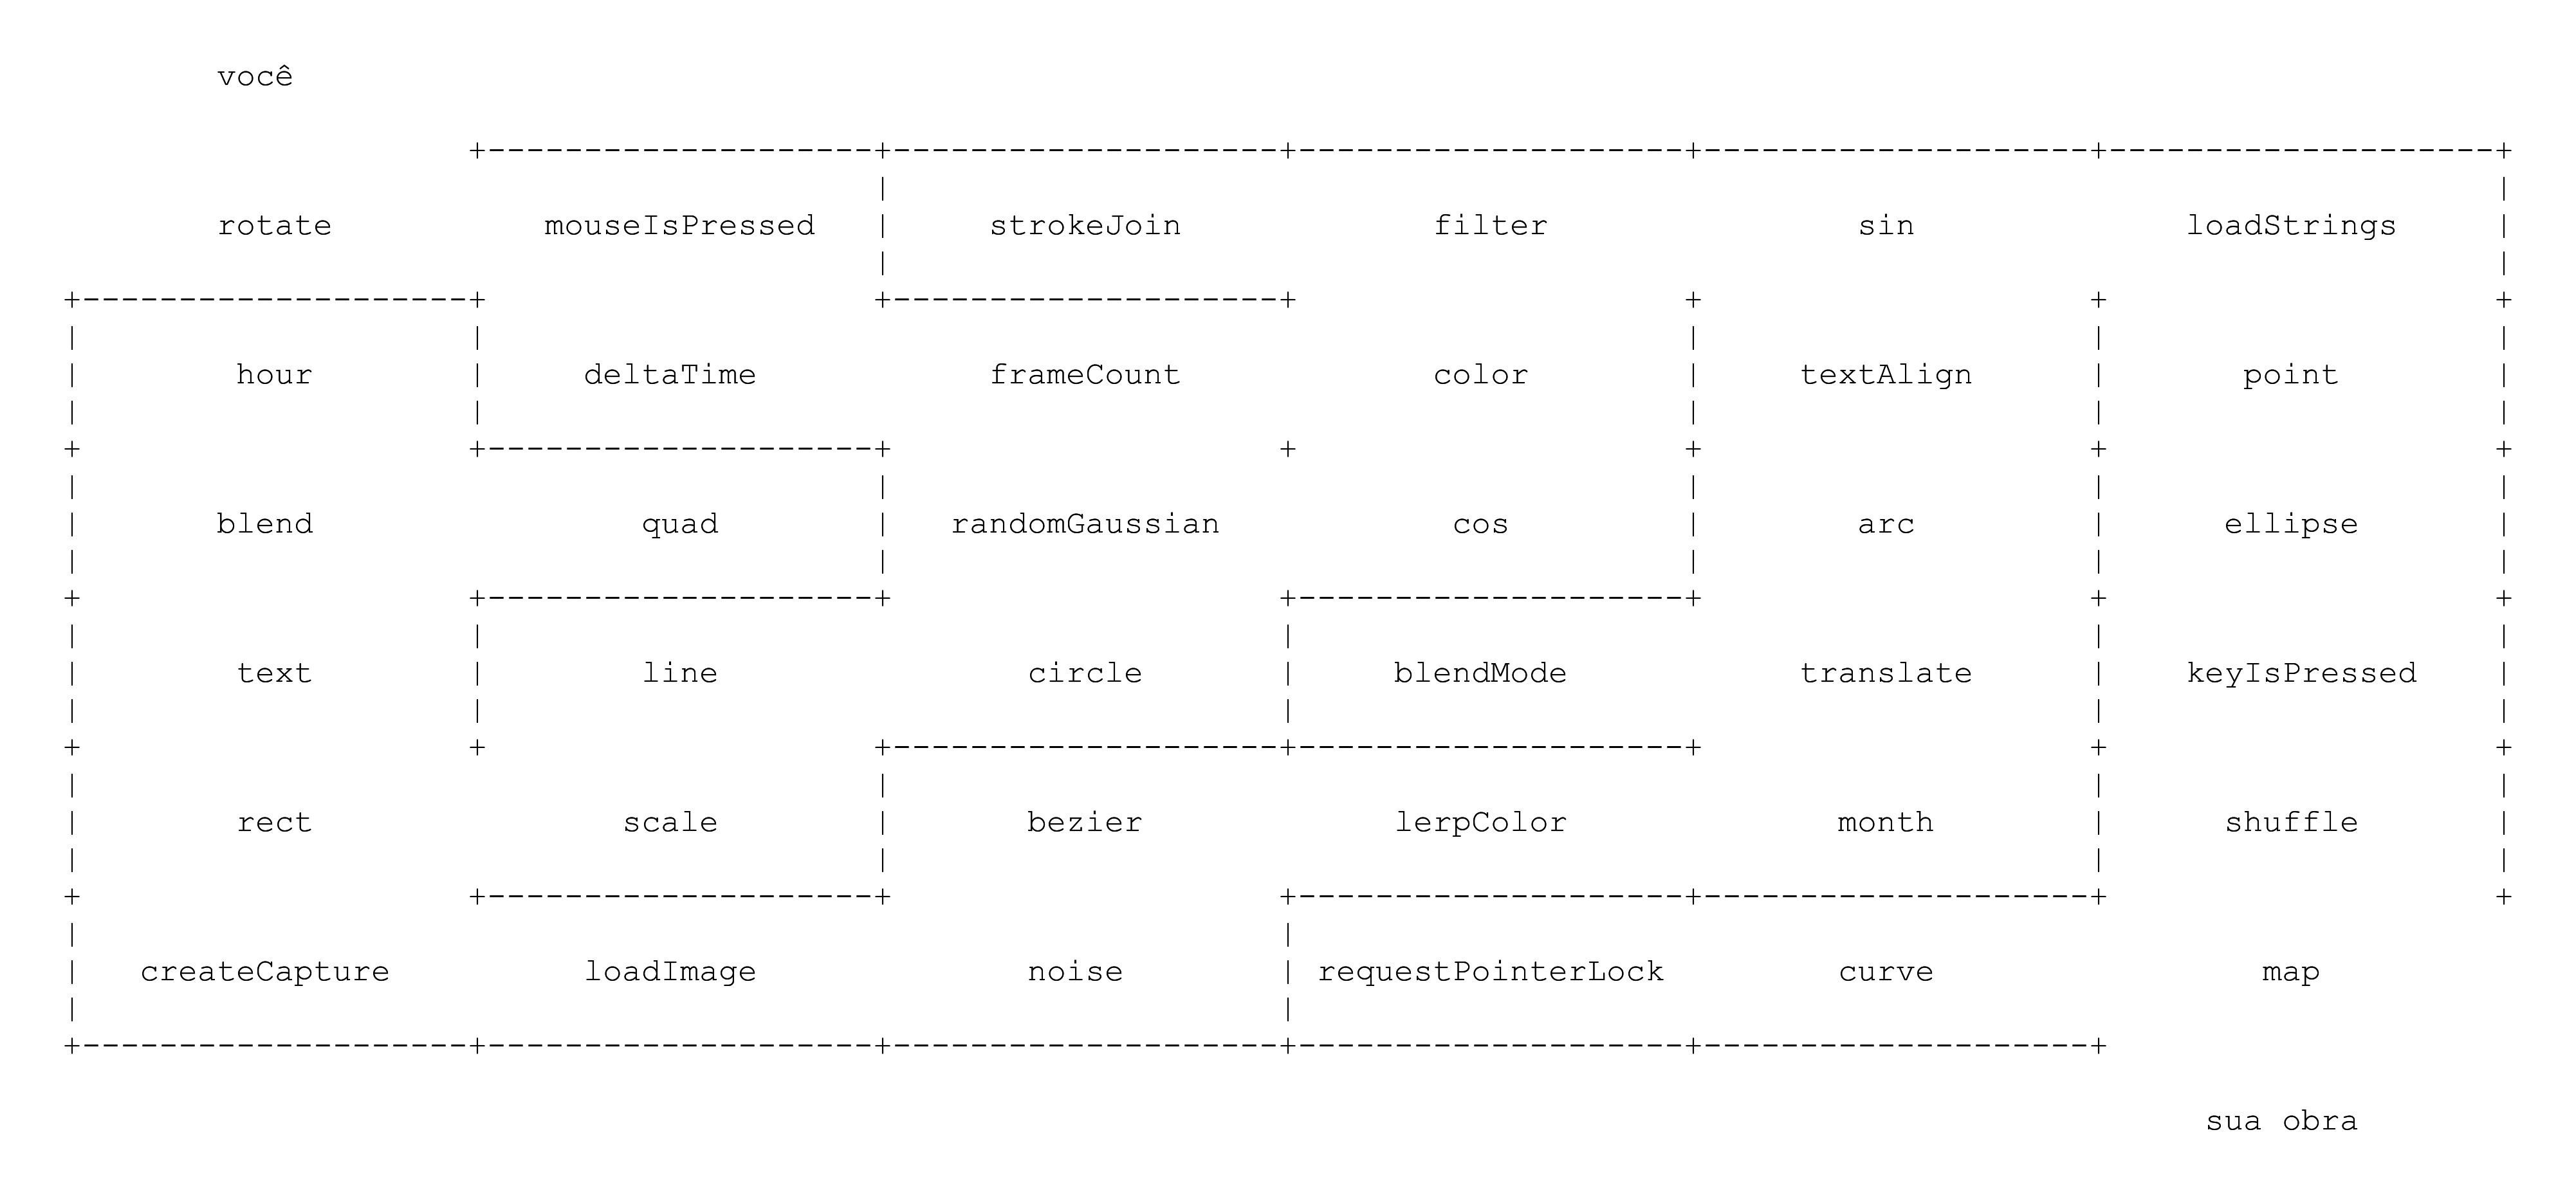 você
rotate mouseIsPressed strokeJoin filter sin loadStrings
hour deltaTime frameCount color textAlign point
blend quad randomGaussian cos arc ellipse
text line circle blendMode translate keyIsPressed
rect scale bezier lerpColor month shuffle
createCapture loadImage noise requestPointerLock curve map
sua obra